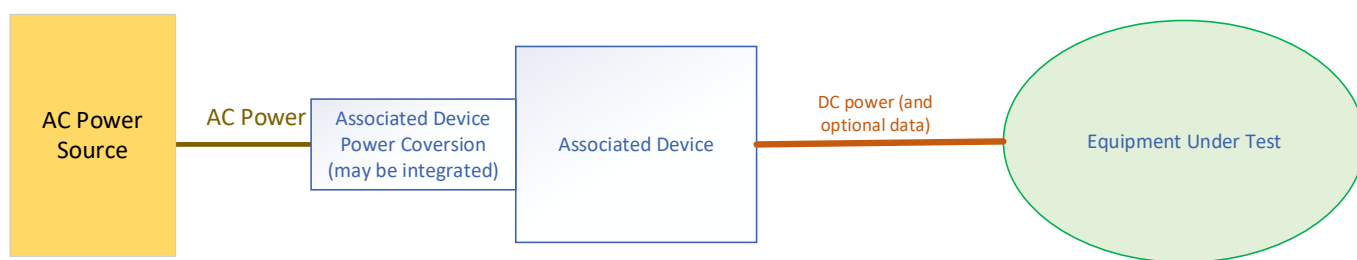 AC Power
Source
AC Power
Associated Device
Power Coversion
(may be integrated)
Associated Device
DC power (and
optional data)
Equipment Under Test